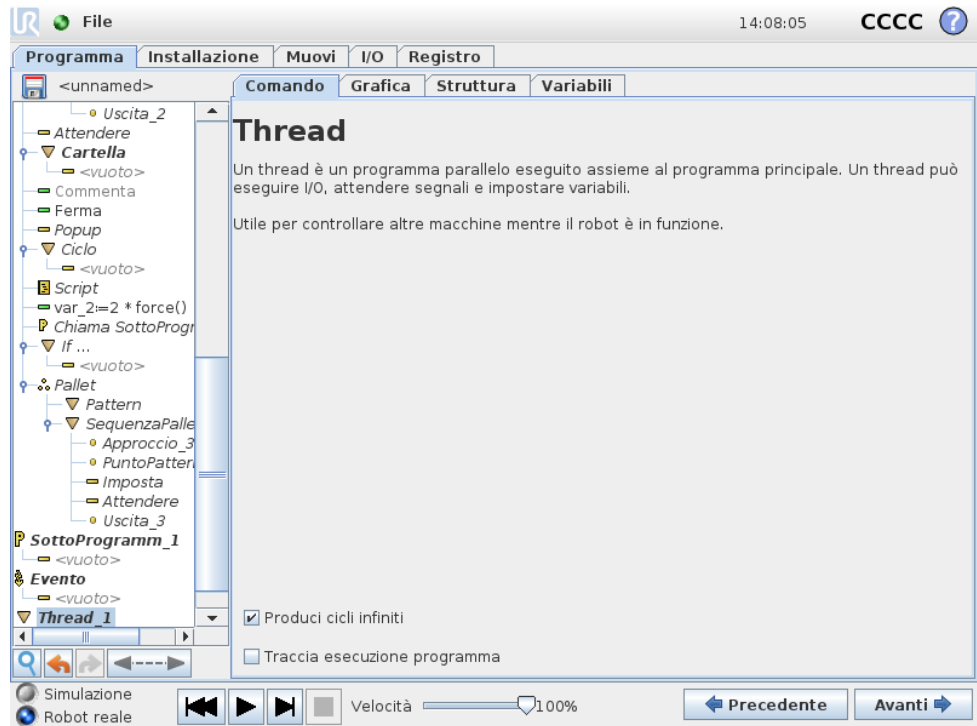 UR File 14:08:05 CCCC ?
Programma Installazione Muovi I/O Registro
<unnamed>
Comando Grafica Struttura Variabili
Uscita_2
Attendere
Cartella
<vuoto>
Commenta
Ferma
Popup
Ciclo
<vuoto>
Script
var_2:=2 * force()
Chiama SottoProgr
If ...
<vuoto>
Pallet
Pattern
SequenzaPalle
Approccio_3
PuntoPattern
Imposta
Attendere
Uscita_3
SottoProgramm_1
<vuoto>
Evento
<vuoto>
Thread_1
Thread
Un thread è un programma parallelo eseguito assieme al programma principale. Un thread può
eseguire I/O, attendere segnali e impostare variabili.
Utile per controllare altre macchine mentre il robot è in funzione.
Produci cicli infiniti
Traccia esecuzione programma
Simulazione
Robot reale
Velocità 100%
Precedente Avanti